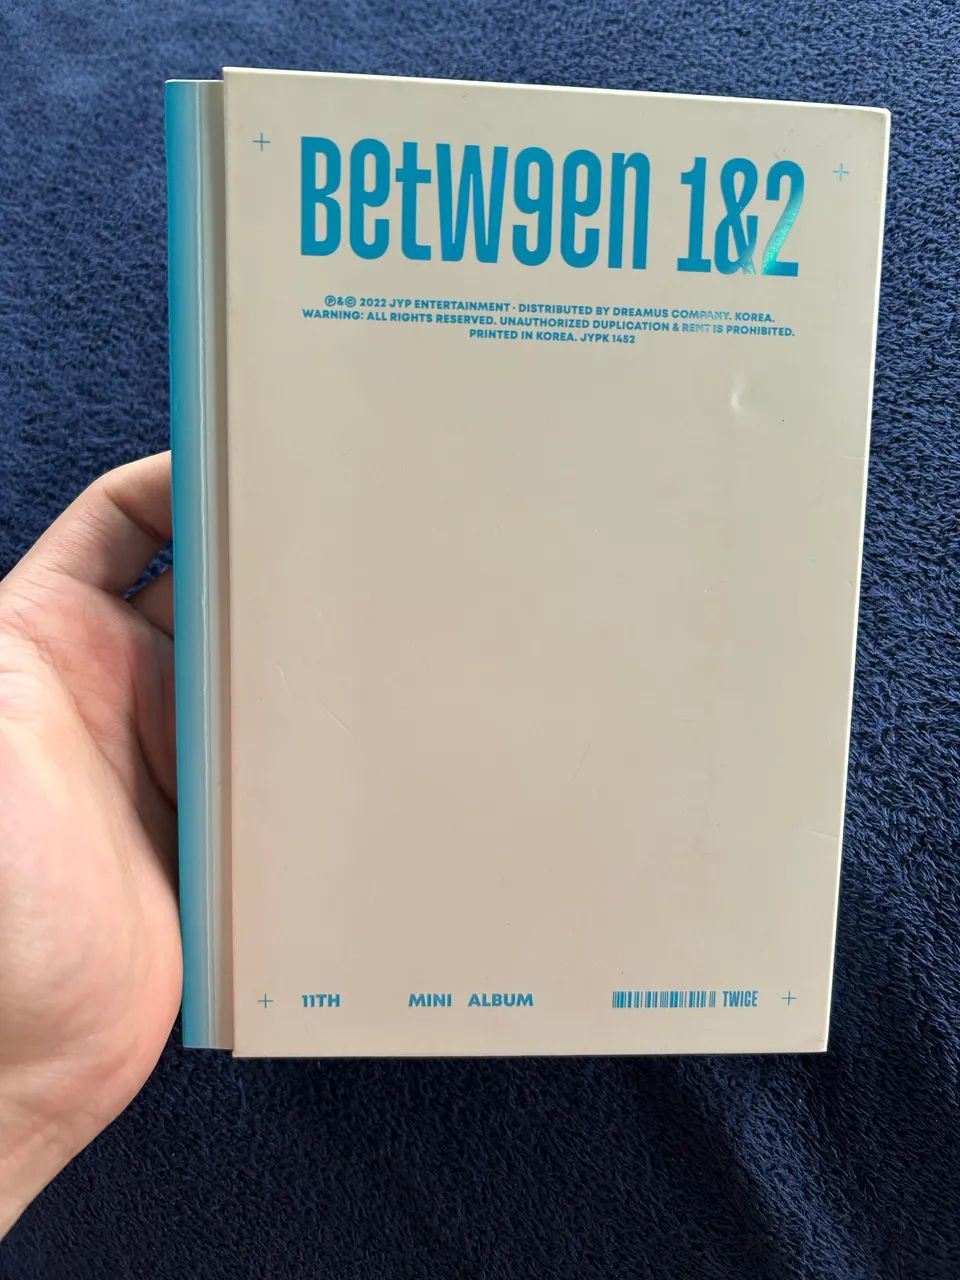 Between 1&2
℗&© 2022 JYP ENTERTAINMENT · DISTRIBUTED BY DREAMUS COMPANY. KOREA.
WARNING: ALL RIGHTS RESERVED. UNAUTHORIZED DUPLICATION & RENT IS PROHIBITED.
PRINTED IN KOREA. JYPK 1452
11TH MINI ALBUM TWICE